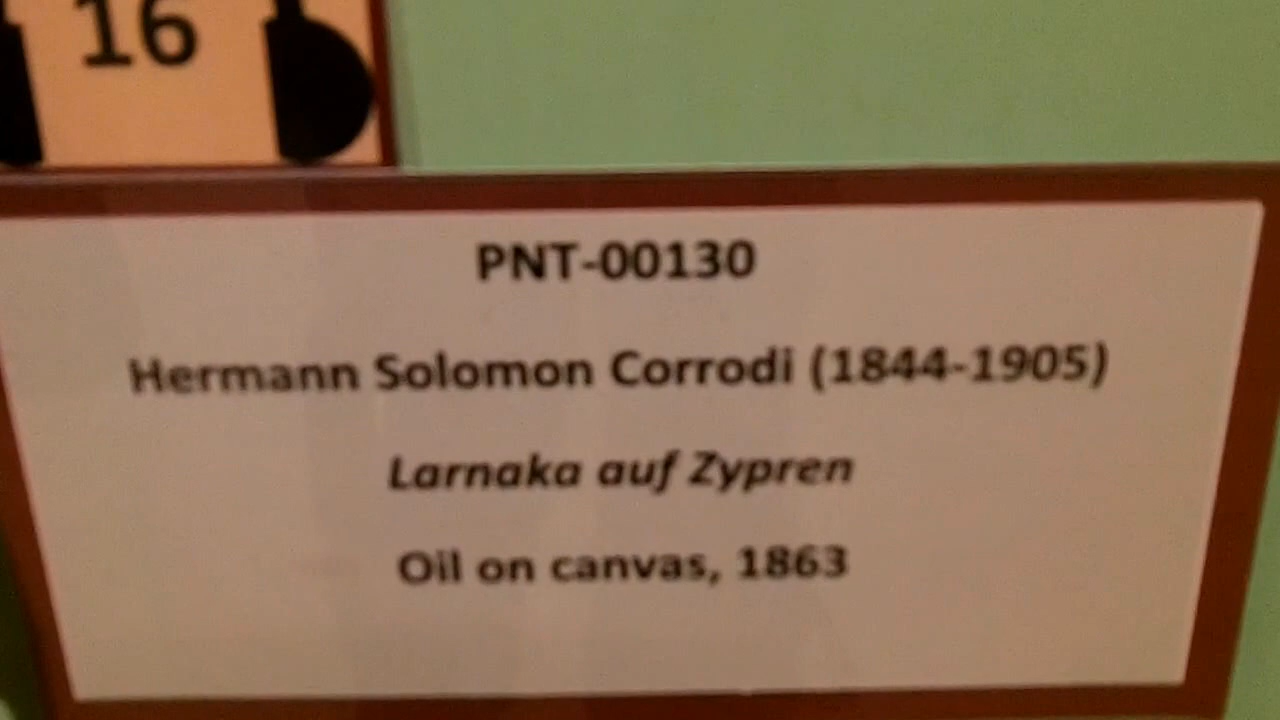 16
PNT-00130
Hermann Solomon Corrodi (1844-1905)
Larnaka auf Zypren
Oil on canvas, 1863